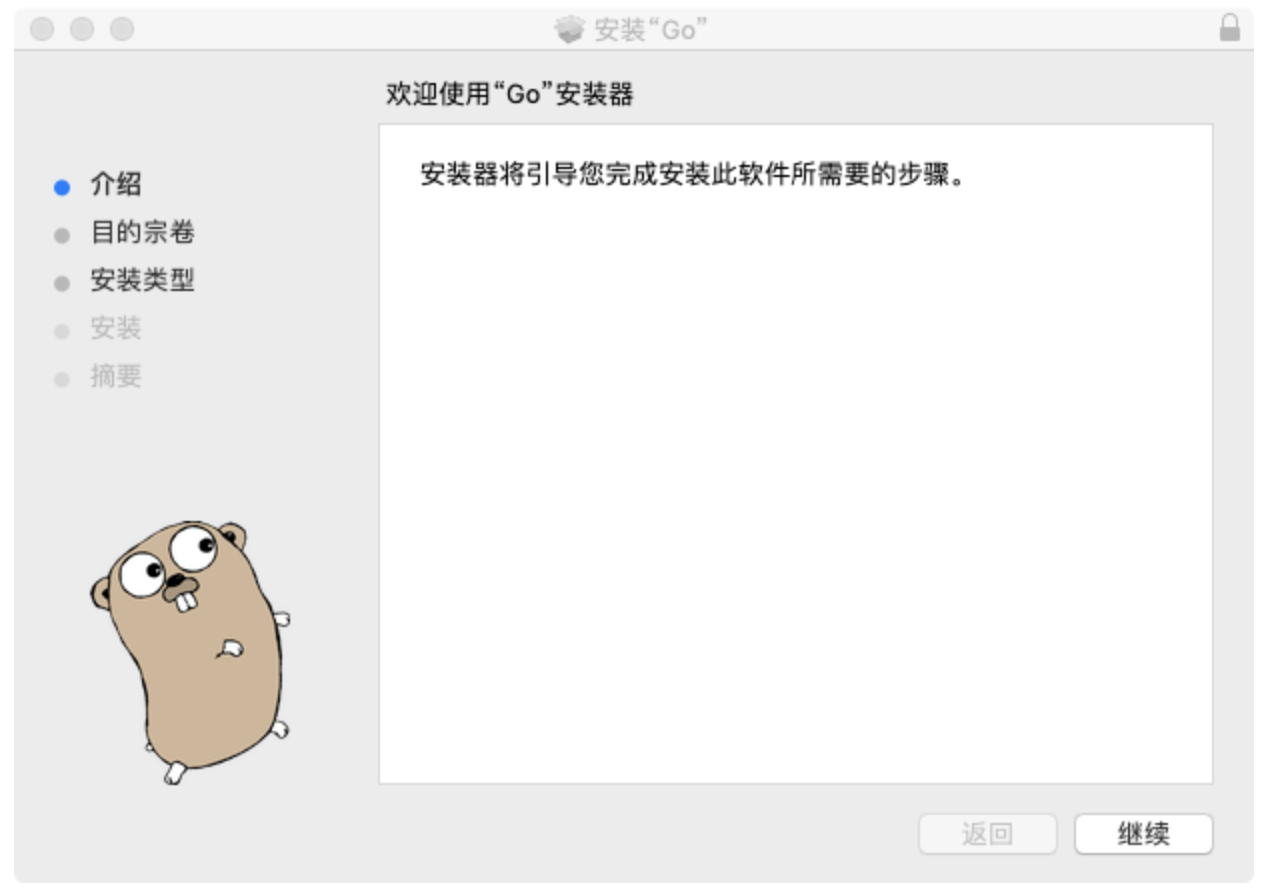 安装“Go”
欢迎使用“Go”安装器
介绍
目的宗卷
安装类型
安装
摘要
安装器将引导您完成安装此软件所需要的步骤。
返回
继续